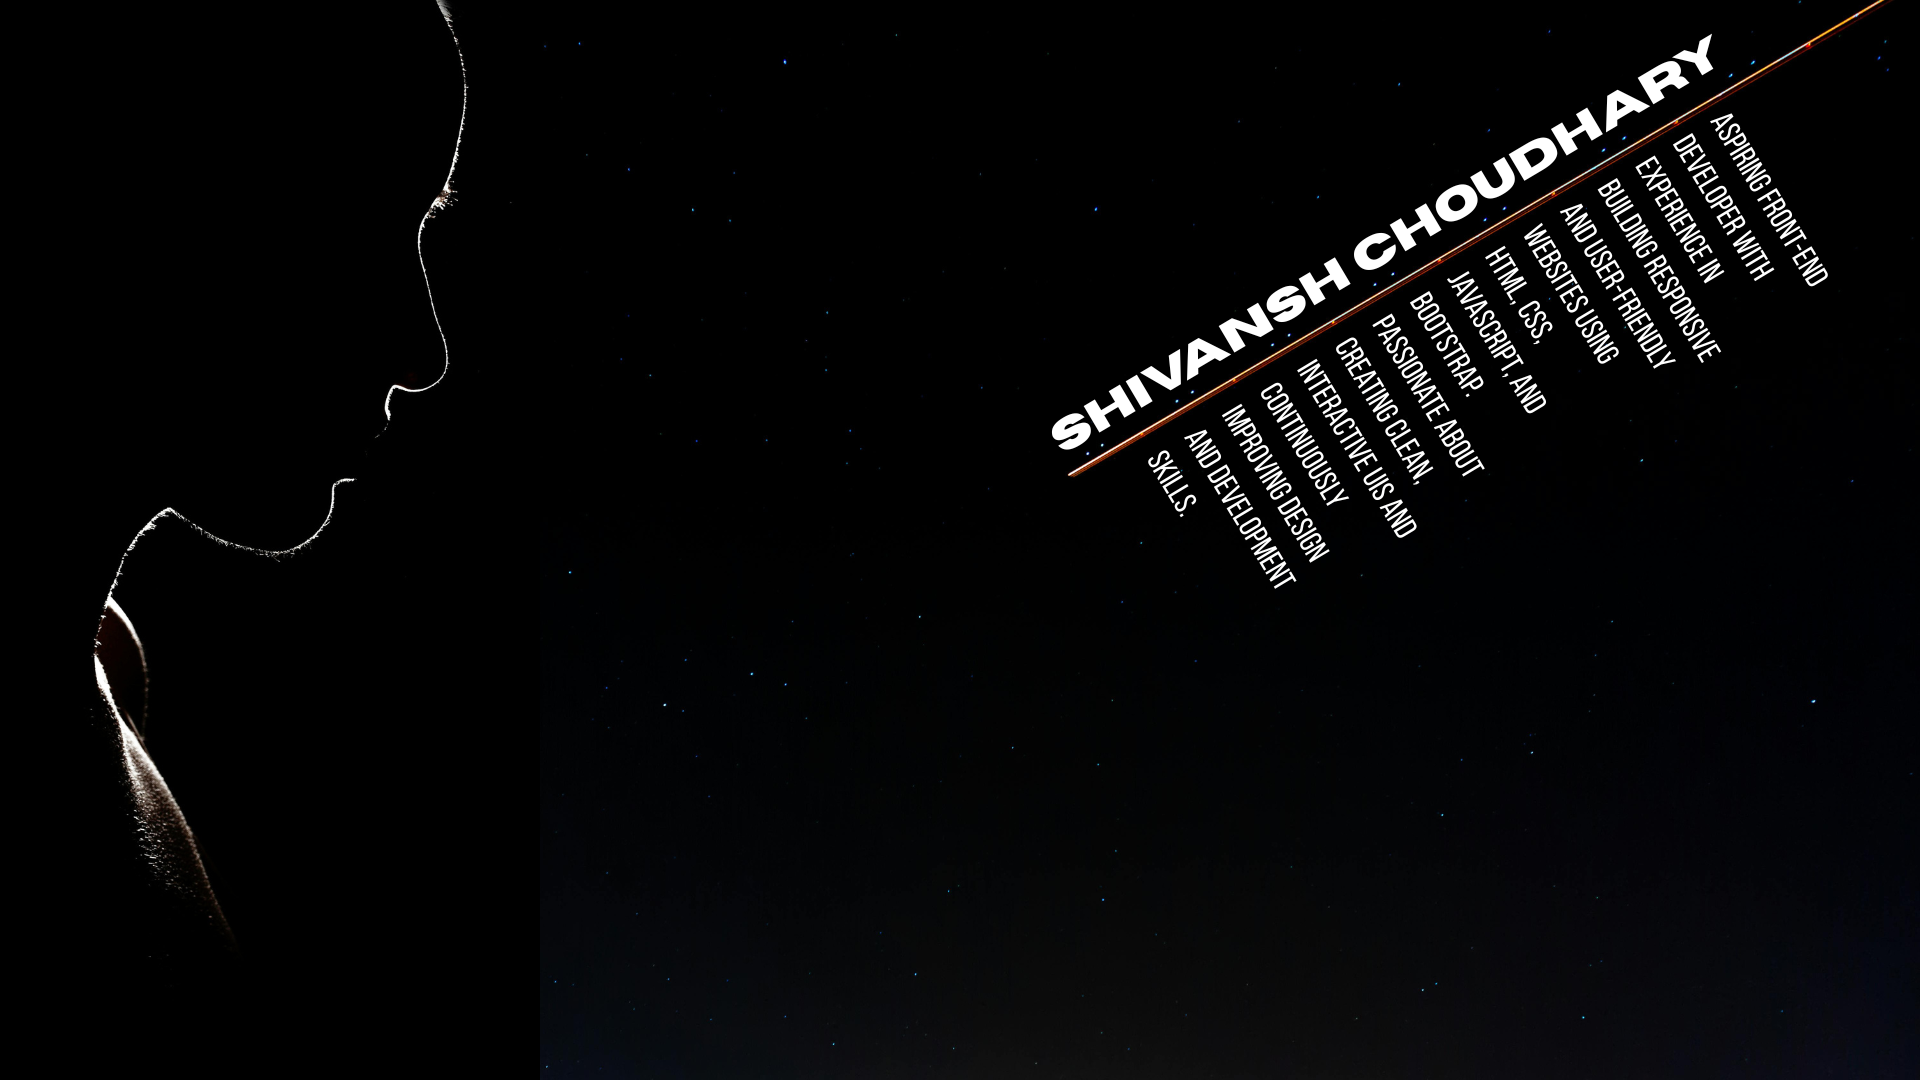 SHIVANSH CHOUDHARY
ASPIRING FRONT-END
DEVELOPER WITH
EXPERIENCE IN
BUILDING RESPONSIVE
AND USER-FRIENDLY
WEBSITES USING
HTML, CSS,
JAVASCRIPT, AND
BOOTSTRAP.
PASSIONATE ABOUT
CREATING CLEAN,
INTERACTIVE UIS AND
CONTINUOUSLY
IMPROVING DESIGN
AND DEVELOPMENT
SKILLS.